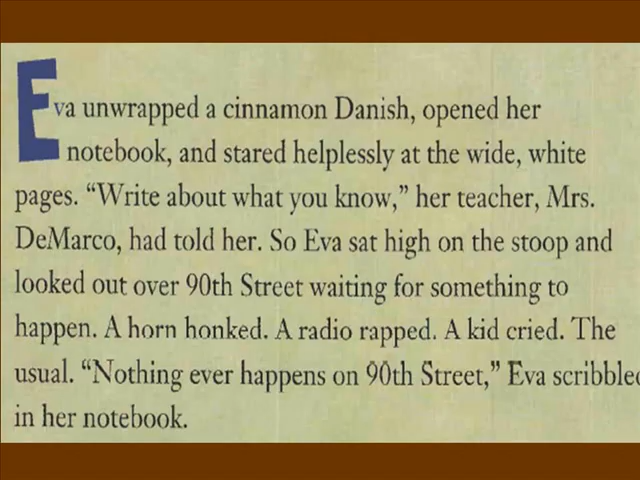 Eva unwrapped a cinnamon Danish, opened her
notebook, and stared helplessly at the wide, white
pages. “Write about what you know,” her teacher, Mrs.
DeMarco, had told her. So Eva sat high on the stoop and
looked out over 90th Street waiting for something to
happen. A horn honked. A radio rapped. A kid cried. The
usual. “Nothing ever happens on 90th Street,” Eva scribbled
in her notebook.